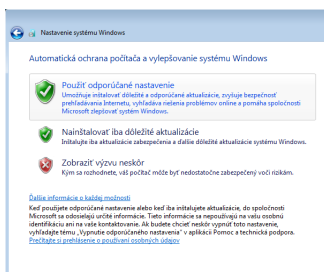 Nastavenie systému Windows
Automatická ochrana počítača a vylepšovanie systému Windows
Použiť odporúčané nastavenie
Umožňuje inštalovať dôležité a odporúčané aktualizácie, zvyšuje bezpečnosť
prehľadávania Internetu, vyhľadáva riešenia problémov online a pomáha spoločnosti
Microsoft zlepšovať systém Windows.
Nainštalovať iba dôležité aktualizácie
Inštalujte iba aktualizácie zabezpečenia a ďalšie dôležité aktualizácie systému Windows.
Zobraziť výzvu neskôr
Kým sa rozhodnete, váš počítač môže byť nedostatočne zabezpečený voči rizikám.
Ďalšie informácie o každej možnosti
Keď použijete odporúčané nastavenie alebo keď iba inštalujete aktualizácie, do spoločnosti
Microsoft sa odosielajú určité informácie. Tieto informácie sa nepoužívajú na vašu osobnú
identifikáciu ani na vaše kontaktovanie. Ak budete chcieť neskôr vypnúť toto nastavenie,
vyhľadajte tému „Vypnutie odporúčaného nastavenia" v aplikácii Pomoc a technická podpora.
Prečítajte si prehlásenie o používaní osobných údajov